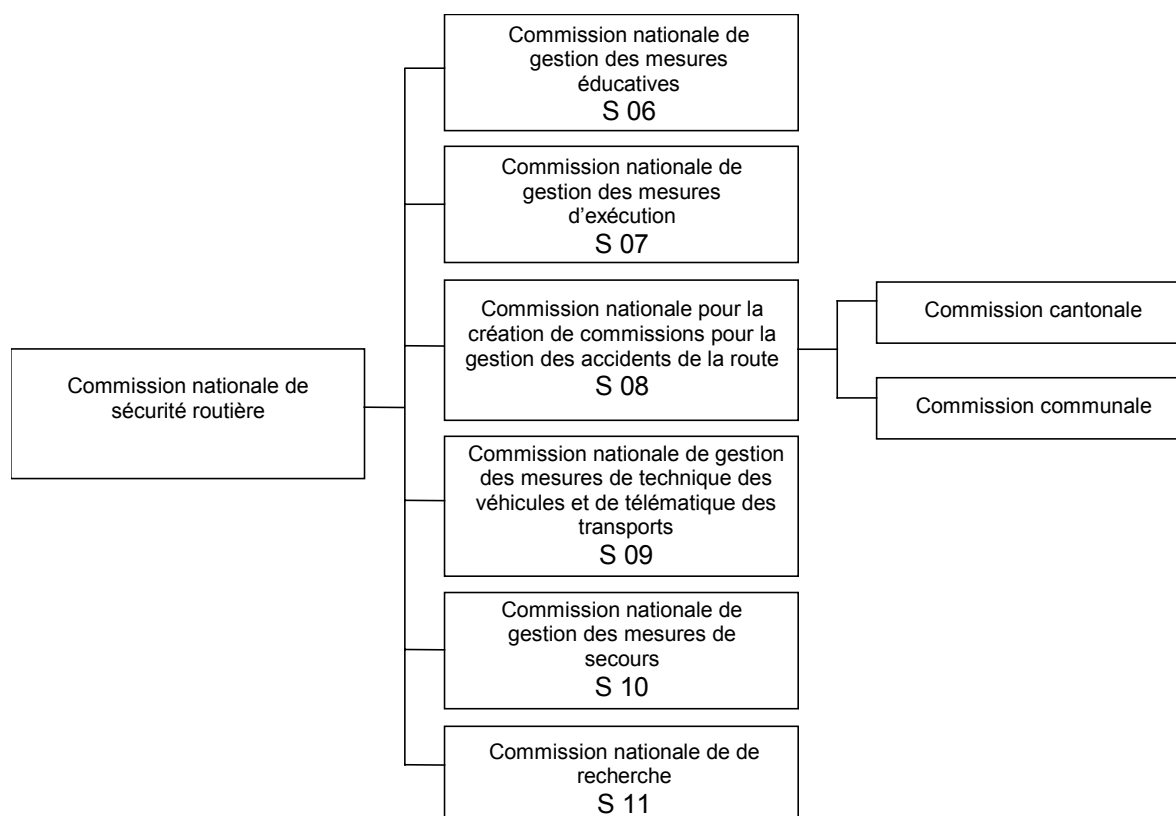 Commission nationale de
gestion des mesures
éducatives
S 06
Commission nationale de
gestion des mesures
d’exécution
S 07
Commission nationale pour la
création de commissions pour la
gestion des accidents de la route
S 08
Commission cantonale
Commission communale
Commission nationale de
sécurité routière
Commission nationale de gestion
des mesures de technique des
véhicules et de télématique des
transports
S 09
Commission nationale de
gestion des mesures de
secours
S 10
Commission nationale de de
recherche
S 11